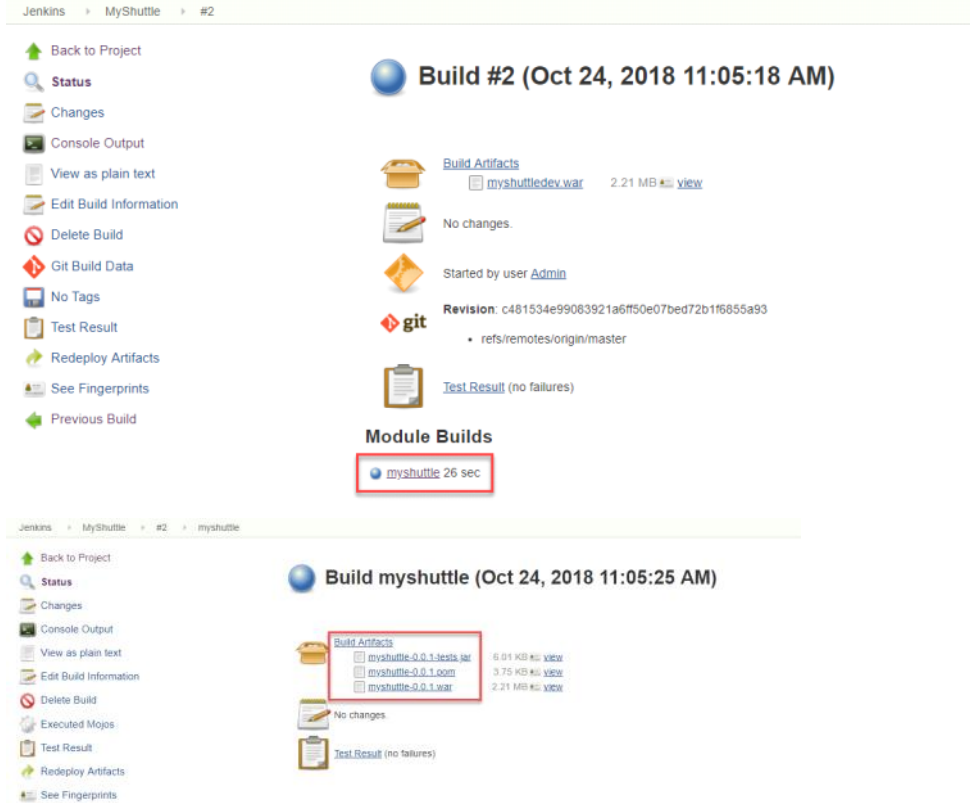 Jenkins MyShuttle #2
Back to Project
Status
Changes
Console Output
View as plain text
Edit Build Information
Delete Build
Git Build Data
No Tags
Test Result
Redeploy Artifacts
See Fingerprints
Previous Build
Build #2 (Oct 24, 2018 11:05:18 AM)
Build Artifacts
myshuttledev.war 2.21 MB view
No changes.
Started by user Admin
git
Revision: c481534e99083921a6ff50e07bed72b1f6855a93
• refs/remotes/origin/master
Test Result (no failures)
Module Builds
myshuttle 26 sec
Jenkins MyShuttle #2 myshuttle
Back to Project
Status
Changes
Console Output
View as plain text
Edit Build Information
Delete Build
Executed Mojos
Test Result
Redeploy Artifacts
See Fingerprints
Build myshuttle (Oct 24, 2018 11:05:25 AM)
Build Artifacts
myshuttle-0.0.1-tests.jar 6.01 KB view
myshuttle-0.0.1.pom 3.75 KB view
myshuttle-0.0.1.war 2.21 MB view
No changes.
Test Result (no failures)